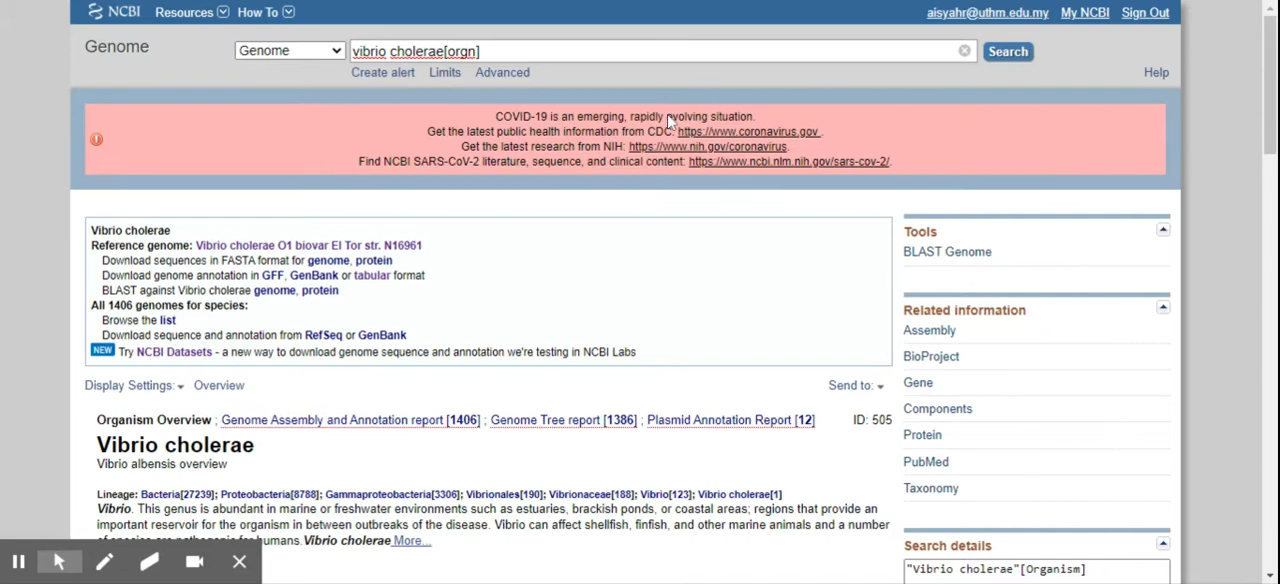 NCBI Resources How To aisyahr@uthm.edu.my My NCBI Sign Out
Genome Genome vibrio cholerae[orgn] Search
Create alert Limits Advanced Help
COVID-19 is an emerging, rapidly evolving situation.
Get the latest public health information from CDC: https://www.coronavirus.gov .
Get the latest research from NIH: https://www.nih.gov/coronavirus.
Find NCBI SARS-CoV-2 literature, sequence, and clinical content: https://www.ncbi.nlm.nih.gov/sars-cov-2/.
Vibrio cholerae
Reference genome: Vibrio cholerae O1 biovar El Tor str. N16961
Download sequences in FASTA format for genome, protein
Download genome annotation in GFF, GenBank or tabular format
BLAST against Vibrio cholerae genome, protein
All 1406 genomes for species:
Browse the list
Download sequence and annotation from RefSeq or GenBank
NEW Try NCBI Datasets - a new way to download genome sequence and annotation we're testing in NCBI Labs
Display Settings: Overview Send to:
Organism Overview ; Genome Assembly and Annotation report [1406] ; Genome Tree report [1386] ; Plasmid Annotation Report [12] ID: 505
Vibrio cholerae
Vibrio albensis overview
Lineage: Bacteria[27239]; Proteobacteria[8788]; Gammaproteobacteria[3306]; Vibrionales[190]; Vibrionaceae[188]; Vibrio[123]; Vibrio cholerae[1]
Vibrio. This genus is abundant in marine or freshwater environments such as estuaries, brackish ponds, or coastal areas; regions that provide an
important reservoir for the organism in between outbreaks of the disease. Vibrio can affect shellfish, finfish, and other marine animals and a number
humans. Vibrio cholerae More...
Tools
BLAST Genome
Related information
Assembly
BioProject
Gene
Components
Protein
PubMed
Taxonomy
Search details
"Vibrio cholerae"[Organism]